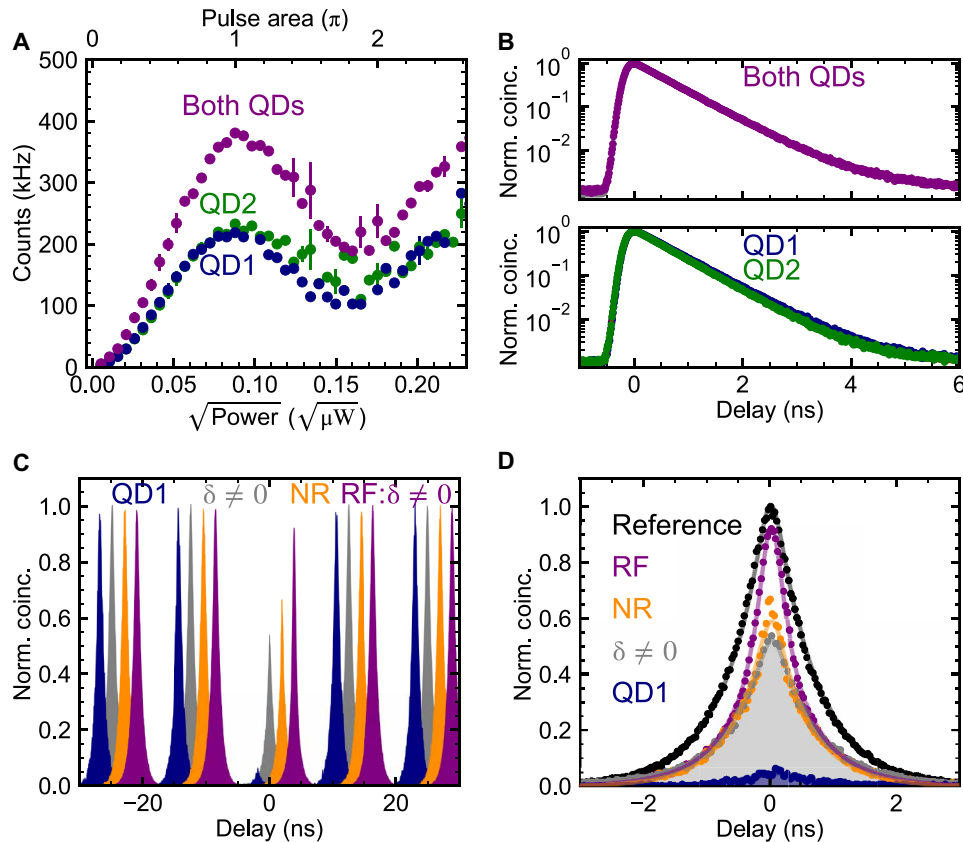 A
Pulse area (π)
0 1 2
500
400
300
200
100
0
Counts (kHz)
Both QDs
QD2
QD1
0.00 0.05 0.10 0.15 0.20
√Power (√μW)
B
10⁰
10⁻¹
10⁻²
Norm. coinc.
Both QDs
10⁰
10⁻¹
10⁻²
Norm. coinc.
QD1
QD2
0 2 4 6
Delay (ns)
C
QD1 δ ≠ 0 NR RF:δ ≠ 0
1.0
0.8
0.6
0.4
0.2
0.0
Norm. coinc.
−20 0 20
Delay (ns)
D
1.0
0.8
0.6
0.4
0.2
0.0
Norm. coinc.
Reference
RF
NR
δ ≠ 0
QD1
−2 0 2
Delay (ns)